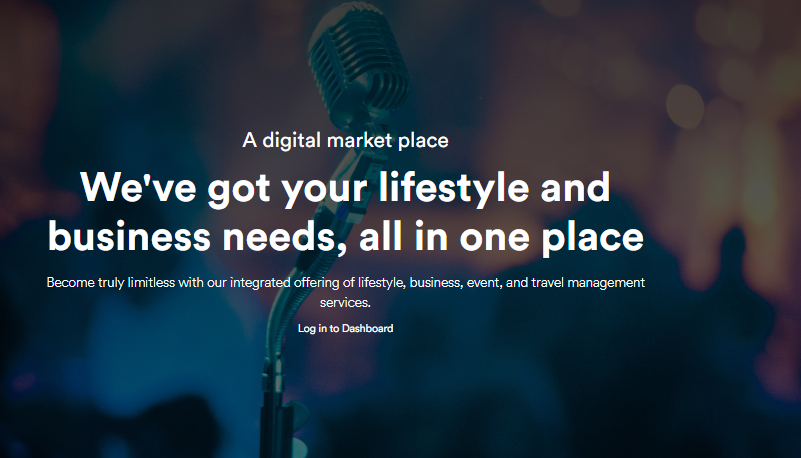 A digital market place
We've got your lifestyle and
business needs, all in one place
Become truly limitless with our integrated offering of lifestyle, business, event, and travel management
services.
Log in to Dashboard